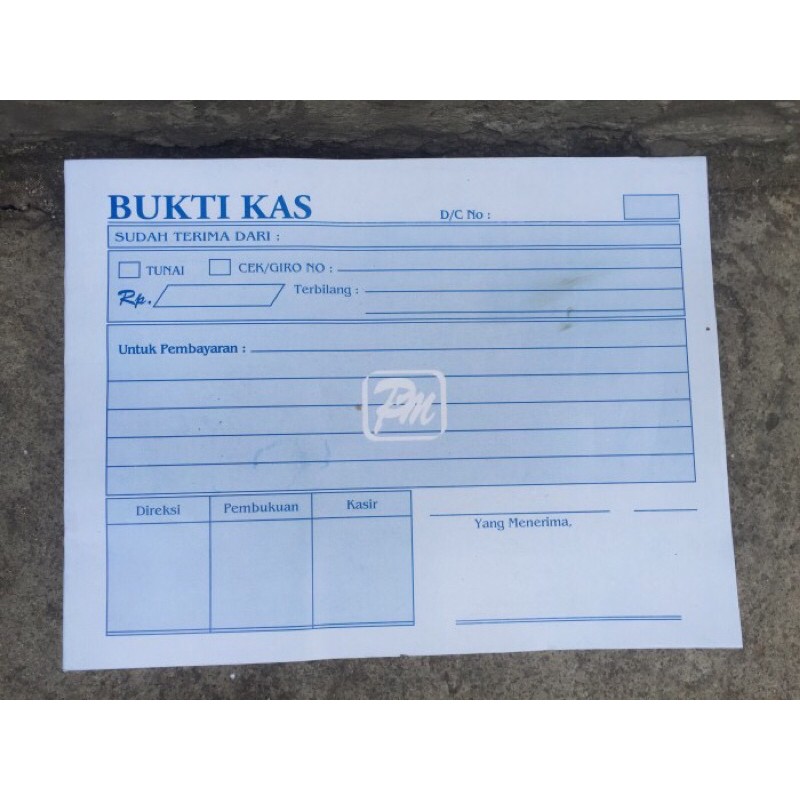 BUKTI KAS
D/C No :
SUDAH TERIMA DARI :
TUNAI CEK/GIRO NO :
Rp. Terbilang :
Untuk Pembayaran :
PM
Direksi Pembukuan Kasir
Yang Menerima,